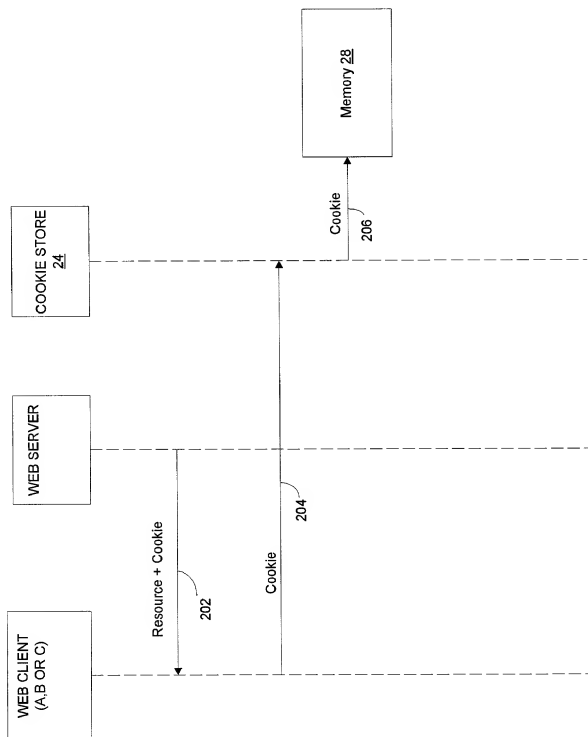 WEB CLIENT
(A,B OR C)
WEB SERVER
COOKIE STORE
24
Resource + Cookie
202
Cookie
204
Cookie
206
Memory 28